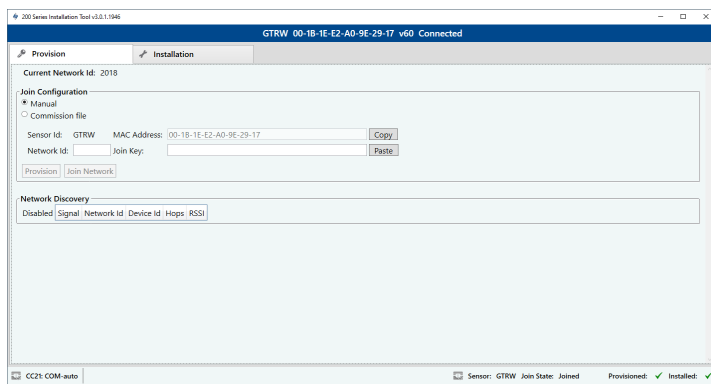 200 Series Installation Tool v3.0.1.1946
GTRW 00-1B-1E-E2-A0-9E-29-17 v60 Connected
Provision Installation
Current Network Id: 2018
Join Configuration
Manual
Commission file
Sensor Id: GTRW MAC Address: 00-1B-1E-E2-A0-9E-29-17 Copy
Network Id: Join Key: Paste
Provision Join Network
Network Discovery
Disabled Signal Network Id Device Id Hops RSSI
CC21: COM-auto Sensor: GTRW Join State: Joined Provisioned: Installed: